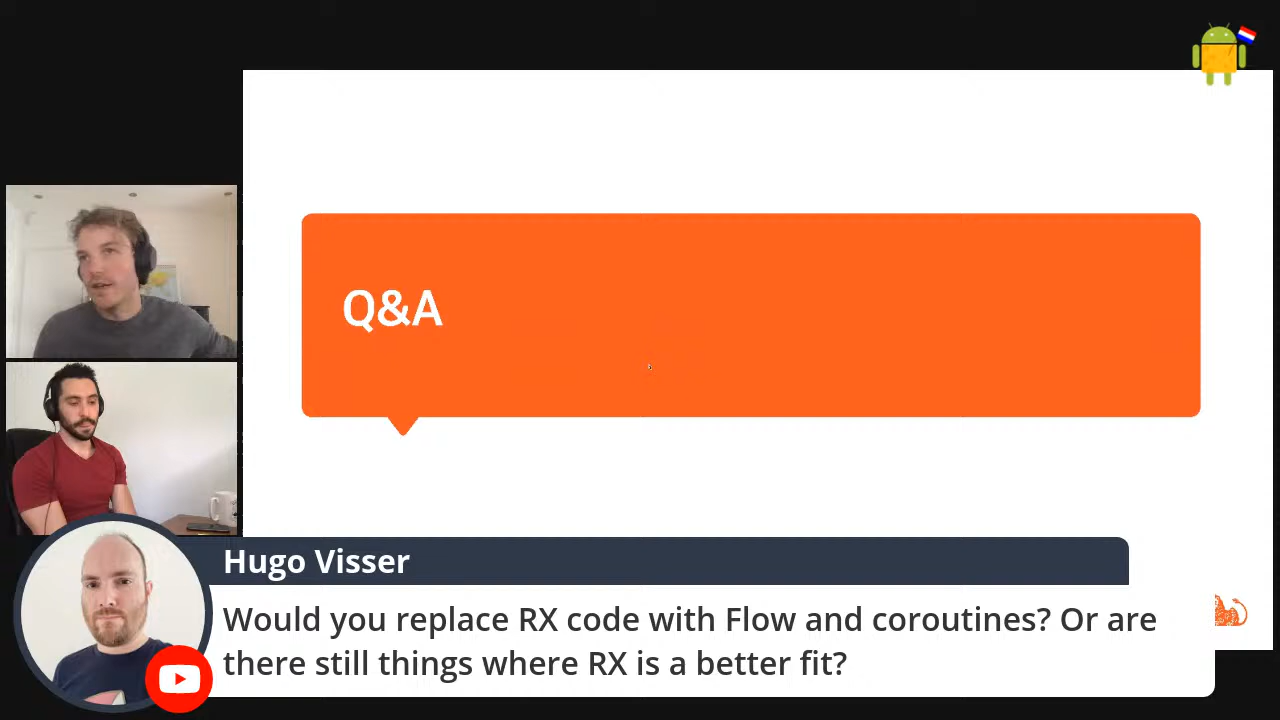 Q&A
Hugo Visser
Would you replace RX code with Flow and coroutines? Or are
there still things where RX is a better fit?